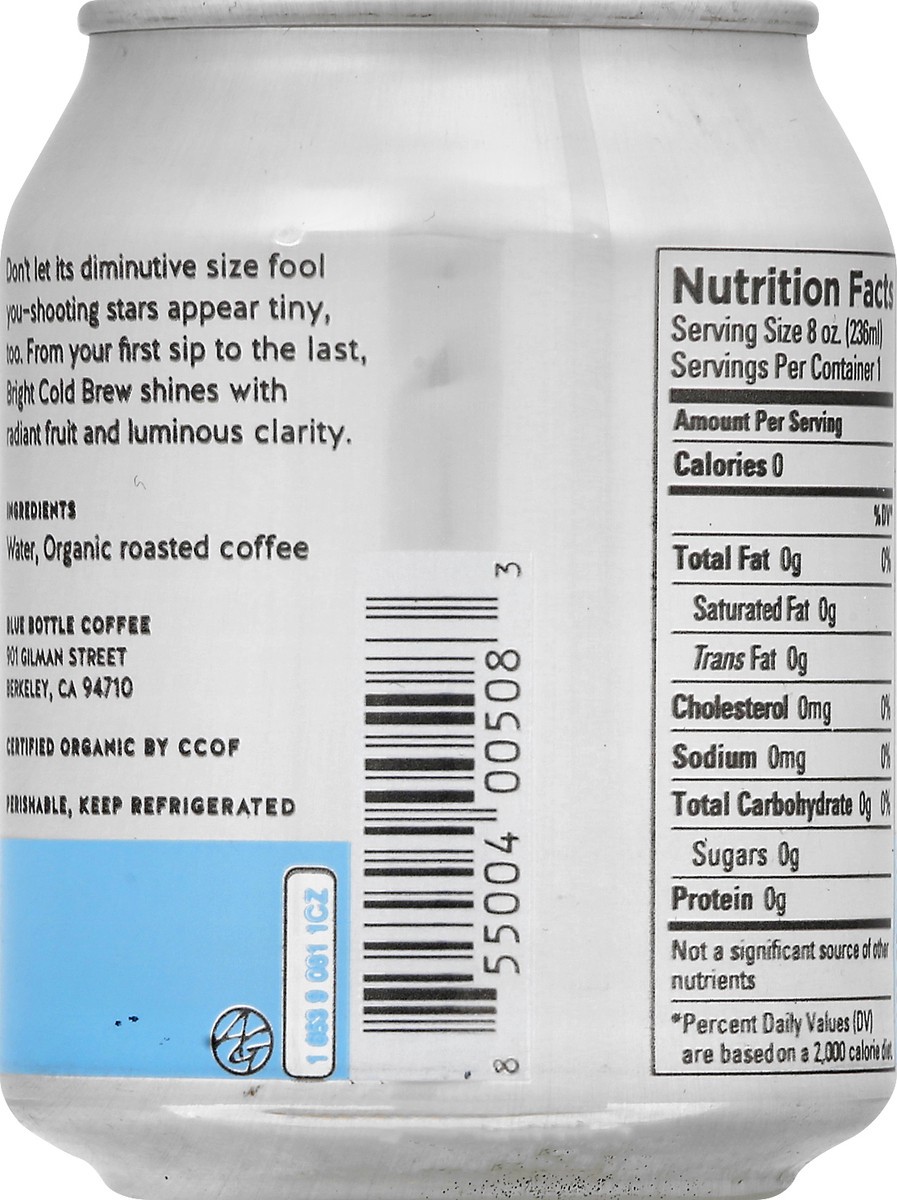 Don't let its diminutive size fool
you-shooting stars appear tiny,
too. From your first sip to the last,
Bright Cold Brew shines with
radiant fruit and luminous clarity.
INGREDIENTS
Water, Organic roasted coffee
BLUE BOTTLE COFFEE
901 GILMAN STREET
BERKELEY, CA 94710
CERTIFIED ORGANIC BY CCOF
PERISHABLE, KEEP REFRIGERATED
8 55004 00508 3
Nutrition Facts
Serving Size 8 oz. (236ml)
Servings Per Container 1
Amount Per Serving
Calories 0
%DV*
Total Fat 0g 0%
Saturated Fat 0g
Trans Fat 0g
Cholesterol 0mg 0%
Sodium 0mg 0%
Total Carbohydrate 0g 0%
Sugars 0g
Protein 0g
Not a significant source of other
nutrients
*Percent Daily Values (DV)
are based on a 2,000 calorie diet.